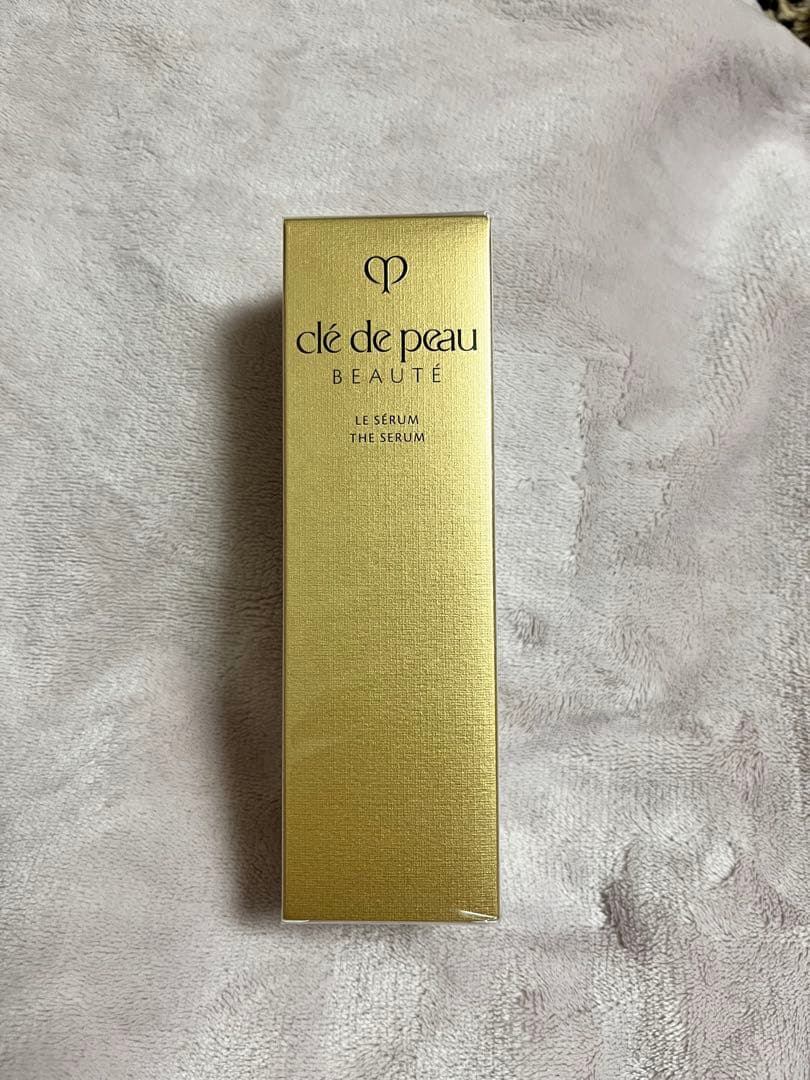 clé de peau
BEAUTÉ
LE SÉRUM
THE SERUM